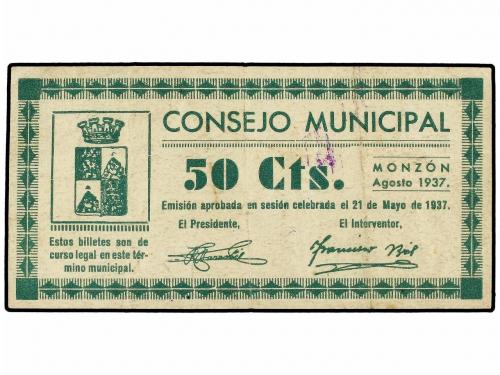 CONSEJO MUNICIPAL
50 Cts.
MONZÓN
Agosto 1937.
Emisión aprobada en sesión celebrada el 21 de Mayo de 1937.
El Presidente,
El Interventor,
Estos billetes son de
curso legal en este tér-
mino municipal.